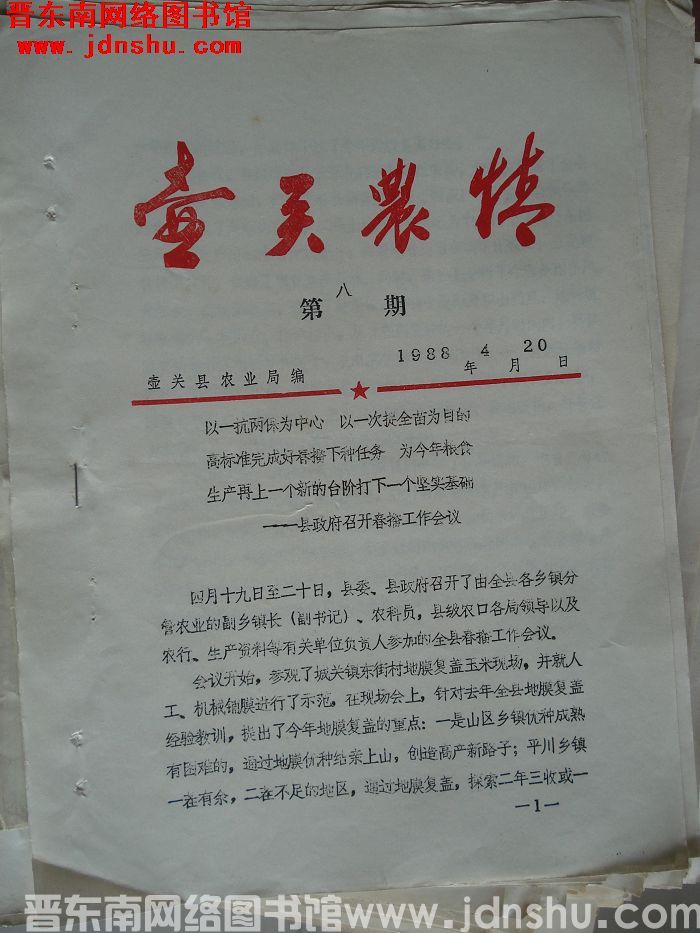 晋东南网络图书馆
www.jdnshu.com
壶关农情
第八期
壶关县农业局编 1988年4月20日
以一抗两保为中心 以一次捉全苗为目的
高标准完成好春播下种任务 为今年粮食
生产再上一个新的台阶打下一个坚实基础
——县政府召开春播工作会议
四月十九日至二十日，县委、县政府召开了由全县各乡镇分
管农业的副乡镇长（副书记）、农科员，县级农口各局领导以及
农行、生产资料等有关单位负责人参加的全县春播工作会议。
会议开始，参观了城关镇东街村地膜复盖玉米现场，并就人
工、机械铺膜进行了示范，在现场会上，针对去年全县地膜复盖
经验教训，提出了今年地膜复盖的重点：一是山区乡镇优种成熟
有困难的，通过地膜优种结亲上山，创造高产新路子；平川乡镇
一在有余，二在不足的地区，通过地膜复盖，探索二年三收或一
—1—
晋东南网络图书馆www.jdnshu.com